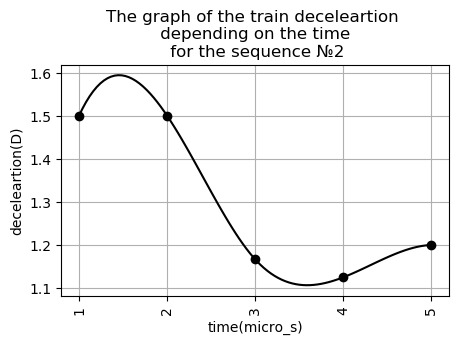 The graph of the train deceleartion
depending on the time
for the sequence №2
1.6
1.5
1.4
1.3
1.2
1.1
deceleartion(D)
1
2
3
4
5
time(micro_s)